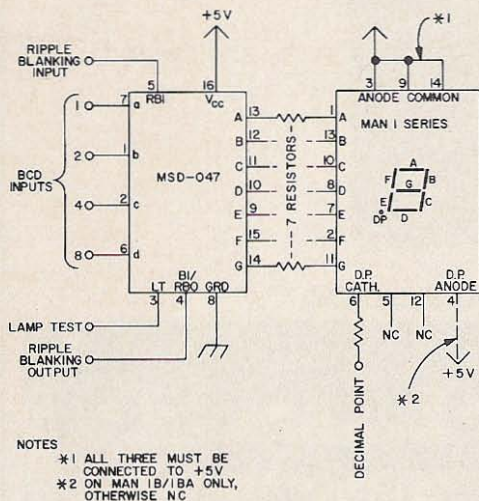 +5V
*1
RIPPLE
BLANKING
INPUT
5 16
RBI VCC
3 9 14
ANODE COMMON
MAN 1 SERIES
MSD-047
BCD
INPUTS
1 7 a
2 1 b
4 2 c
8 6 d
A 13
B 12
C 11
D 10
E 9
F 15
G 14
7 RESISTORS
1 A
13 B
10 C
8 D
7 E
2 F
11 G
A
F B
G
E C
DP D
BI/
LT RBO GRD
3 4 8
D.P. D.P.
CATH. ANODE
6 5 12 4
NC NC
LAMP TEST
RIPPLE
BLANKING
OUTPUT
DECIMAL POINT
+5V
*2
NOTES
*1 ALL THREE MUST BE
CONNECTED TO +5V
*2 ON MAN 1B/1BA ONLY,
OTHERWISE NC